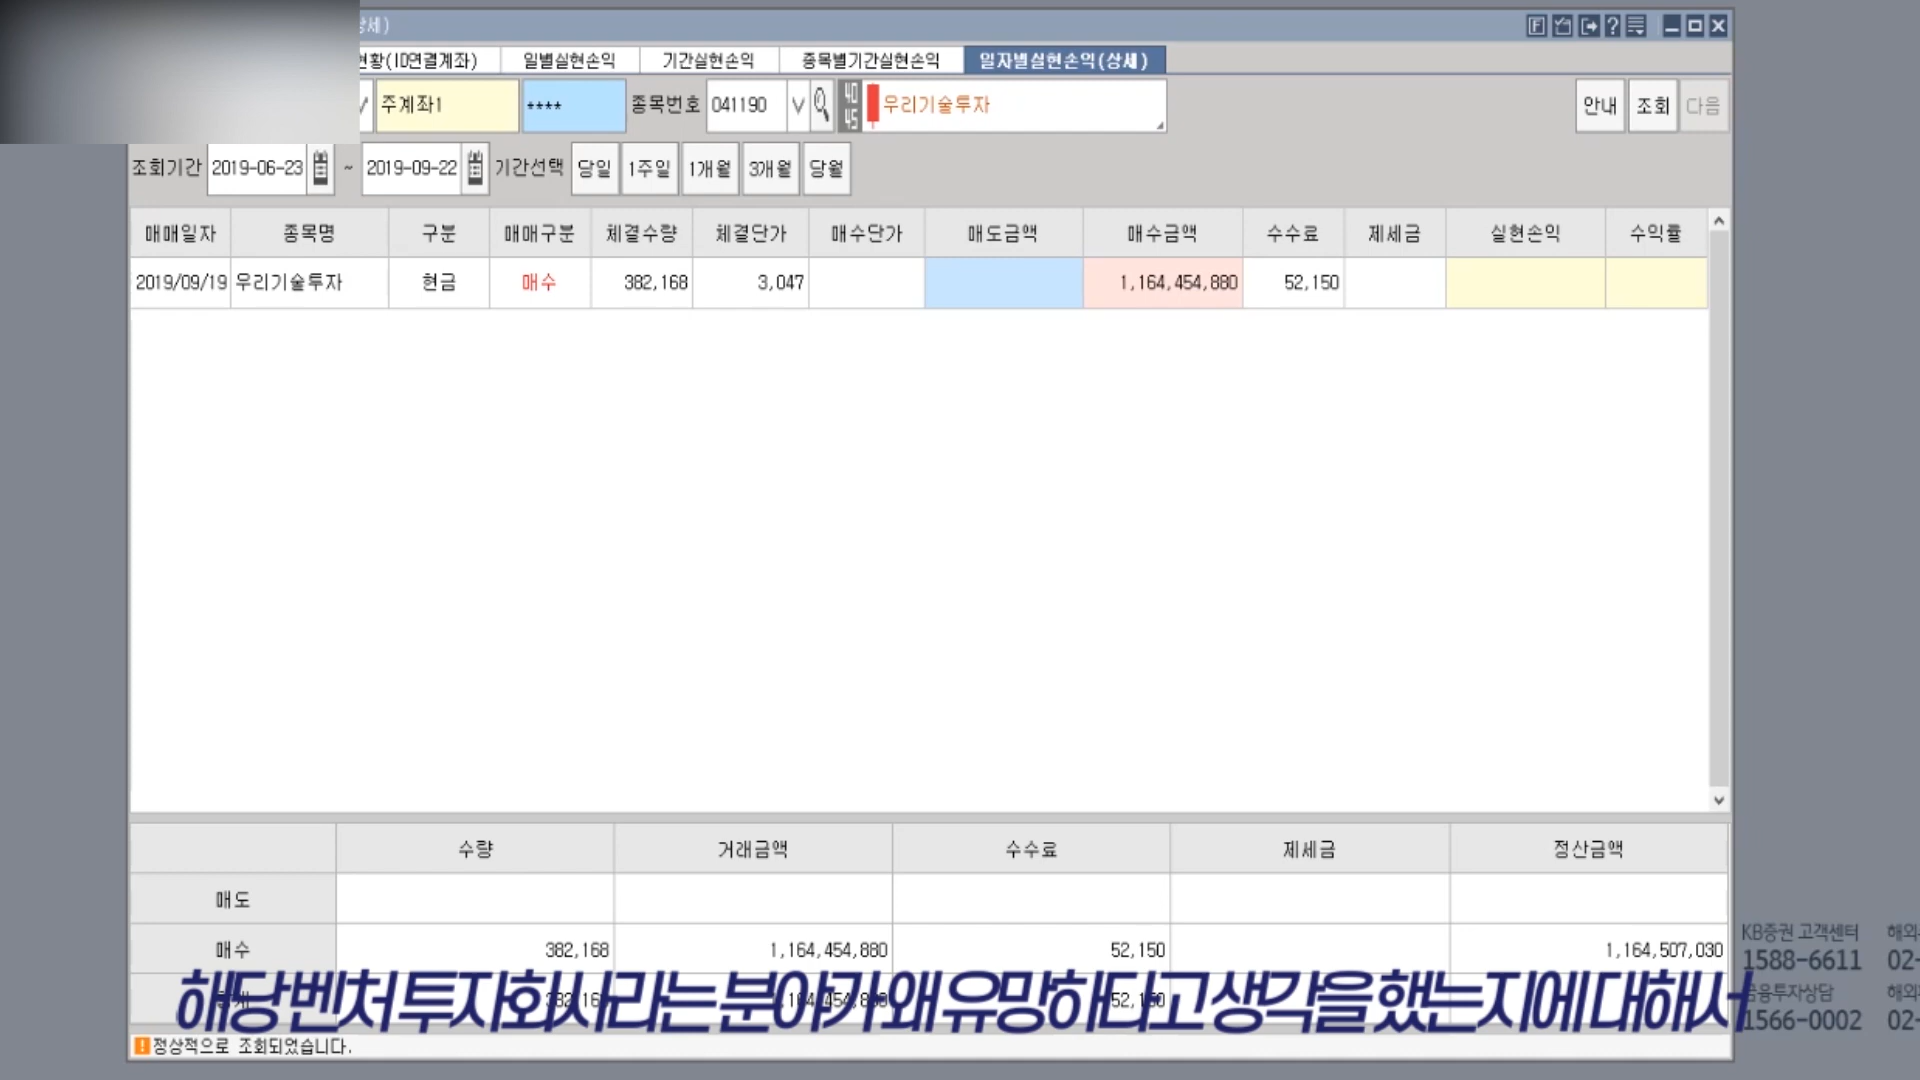 상세)
현황(ID연결계좌) 일별실현손익 기간실현손익 종목별기간실현손익 일자별실현손익(상세)
주계좌1 **** 종목번호 041190 우리기술투자 안내 조회 다음
조회기간 2019-06-23 ~ 2019-09-22 기간선택 당일 1주일 1개월 3개월 당월
매매일자 종목명 구분 매매구분 체결수량 체결단가 매수단가 매도금액 매수금액 수수료 제세금 실현손익 수익률
2019/09/19 우리기술투자 현금 매수 382,168 3,047 1,164,454,880 52,150
수량 거래금액 수수료 제세금 정산금액
매도
매수 382,168 1,164,454,880 52,150 1,164,507,030
KB증권 고객센터 해외
1588-6611 02-
해당 벤처 투자회사라는 분야가 왜 유망하다고 생각을 했는지에 대해서
금융투자상담 해외
1566-0002 02-
정상적으로 조회되었습니다.